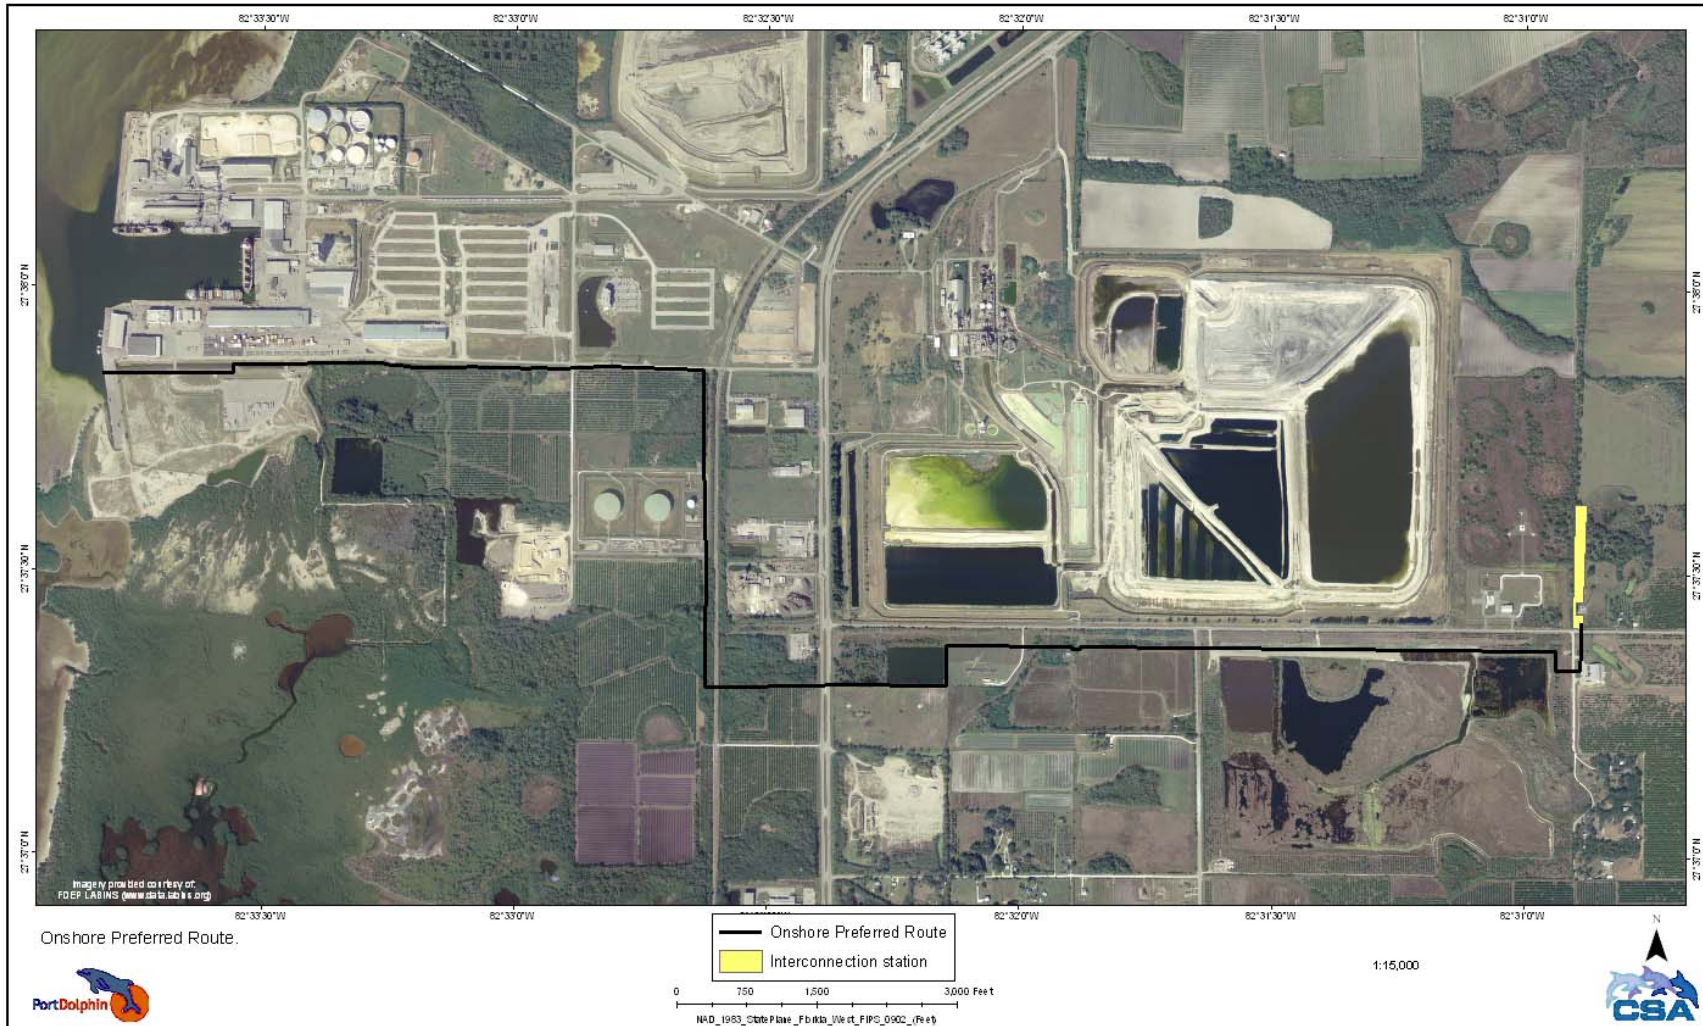 82°33'30"W 82°33'0"W 82°32'30"W 82°32'0"W 82°31'30"W 82°31'0"W
27°38'0"N 27°38'0"N
27°37'30"N 27°37'30"N
27°37'0"N 27°37'0"N
Imagery provided courtesy of:
FDEP LABINS (www.data.labins.org)
82°33'30"W 82°33'0"W 82°32'0"W 82°31'30"W 82°31'0"W
Onshore Preferred Route.
Onshore Preferred Route
Interconnection station
1:15,000
N
PortDolphin
CSA
0 750 1,500 3,000 Feet
NAD_1983_StatePlane_Florida_West_FIPS_0902_(Feet)